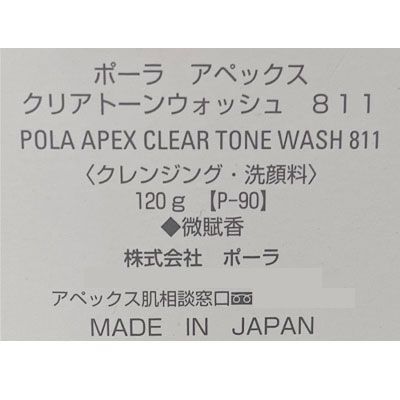 ポーラ アペックス
クリアトーンウォッシュ 811
POLA APEX CLEAR TONE WASH 811
〈クレンジング・洗顔料〉
120g 【P-90】
◆微賦香
株式会社 ポーラ
アペックス肌相談窓口
MADE IN JAPAN